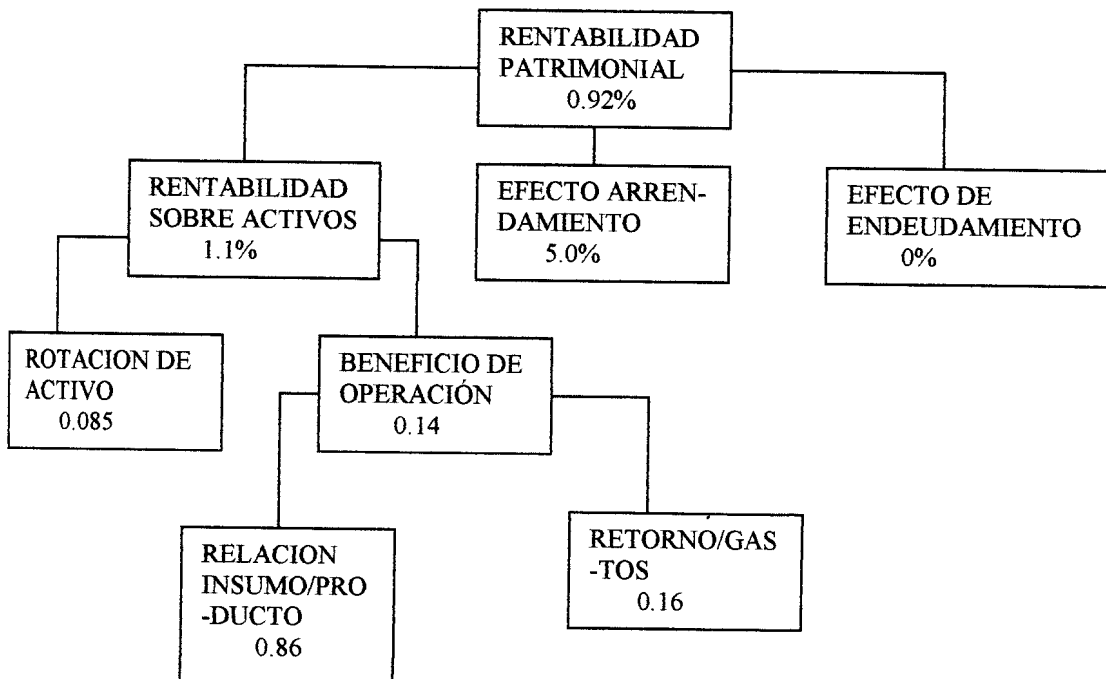 RENTABILIDAD
PATRIMONIAL
0.92%
RENTABILIDAD
SOBRE ACTIVOS
1.1%
EFECTO ARREN-
DAMIENTO
5.0%
EFECTO DE
ENDEUDAMIENTO
0%
ROTACION DE
ACTIVO
0.085
BENEFICIO DE
OPERACIÓN
0.14
RELACION
INSUMO/PRO
-DUCTO
0.86
RETORNO/GAS
-TOS
0.16